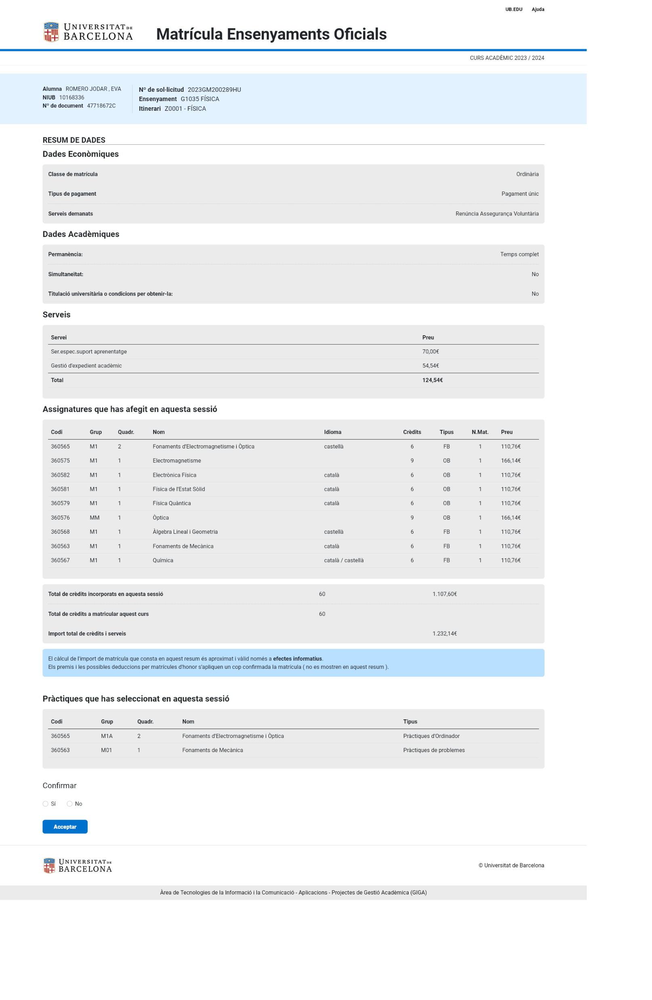 UB.EDU Ajuda
UNIVERSITAT DE
BARCELONA
Matrícula Ensenyaments Oficials
CURS ACADÈMIC 2023 / 2024
Alumna ROMERO JODAR , EVA
NIUB 10168336
Nº de document 47718672C
Nº de sol·licitud 2023GM200289HU
Ensenyament G1035 FÍSICA
Itinerari Z0001 - FÍSICA
RESUM DE DADES
Dades Econòmiques
Classe de matrícula Ordinària
Tipus de pagament Pagament únic
Serveis demanats Renúncia Assegurança Voluntària
Dades Acadèmiques
Permanència: Temps complet
Simultaneïtat: No
Titulació universitària o condicions per obtenir-la: No
Serveis
Servei Preu
Ser.espec.suport aprenentatge 70,00€
Gestió d'expedient acadèmic 54,54€
Total 124,54€
Assignatures que has afegit en aquesta sessió
Codi Grup Quadr. Nom Idioma Crèdits Tipus N.Mat. Preu
360565 M1 2 Fonaments d'Electromagnetisme i Òptica castellà 6 FB 1 110,76€
360575 M1 1 Electromagnetisme 9 OB 1 166,14€
360582 M1 1 Electrònica Física català 6 OB 1 110,76€
360581 M1 1 Física de l'Estat Sòlid català 6 OB 1 110,76€
360579 M1 1 Física Quàntica català 6 OB 1 110,76€
360576 MM 1 Òptica 9 OB 1 166,14€
360568 M1 1 Àlgebra Lineal i Geometria castellà 6 FB 1 110,76€
360563 M1 1 Fonaments de Mecànica català 6 FB 1 110,76€
360567 M1 1 Química català / castellà 6 FB 1 110,76€
Total de crèdits incorporats en aquesta sessió 60 1.107,60€
Total de crèdits a matricular aquest curs 60
Import total de crèdits i serveis 1.232,14€
El càlcul de l'import de matrícula que consta en aquest resum és aproximat i vàlid només a efectes informatius.
Els premis i les possibles deduccions per matrícules d'honor s'apliquen un cop confirmada la matrícula ( no es mostren en aquest resum ).
Pràctiques que has seleccionat en aquesta sessió
Codi Grup Quadr. Nom Tipus
360565 M1A 2 Fonaments d'Electromagnetisme i Òptica Pràctiques d'Ordinador
360563 M01 1 Fonaments de Mecànica Pràctiques de problemes
Confirmar
Sí No
Acceptar
UNIVERSITAT DE
BARCELONA
© Universitat de Barcelona
Àrea de Tecnologies de la Informació i la Comunicació - Aplicacions - Projectes de Gestió Acadèmica (GIGA)